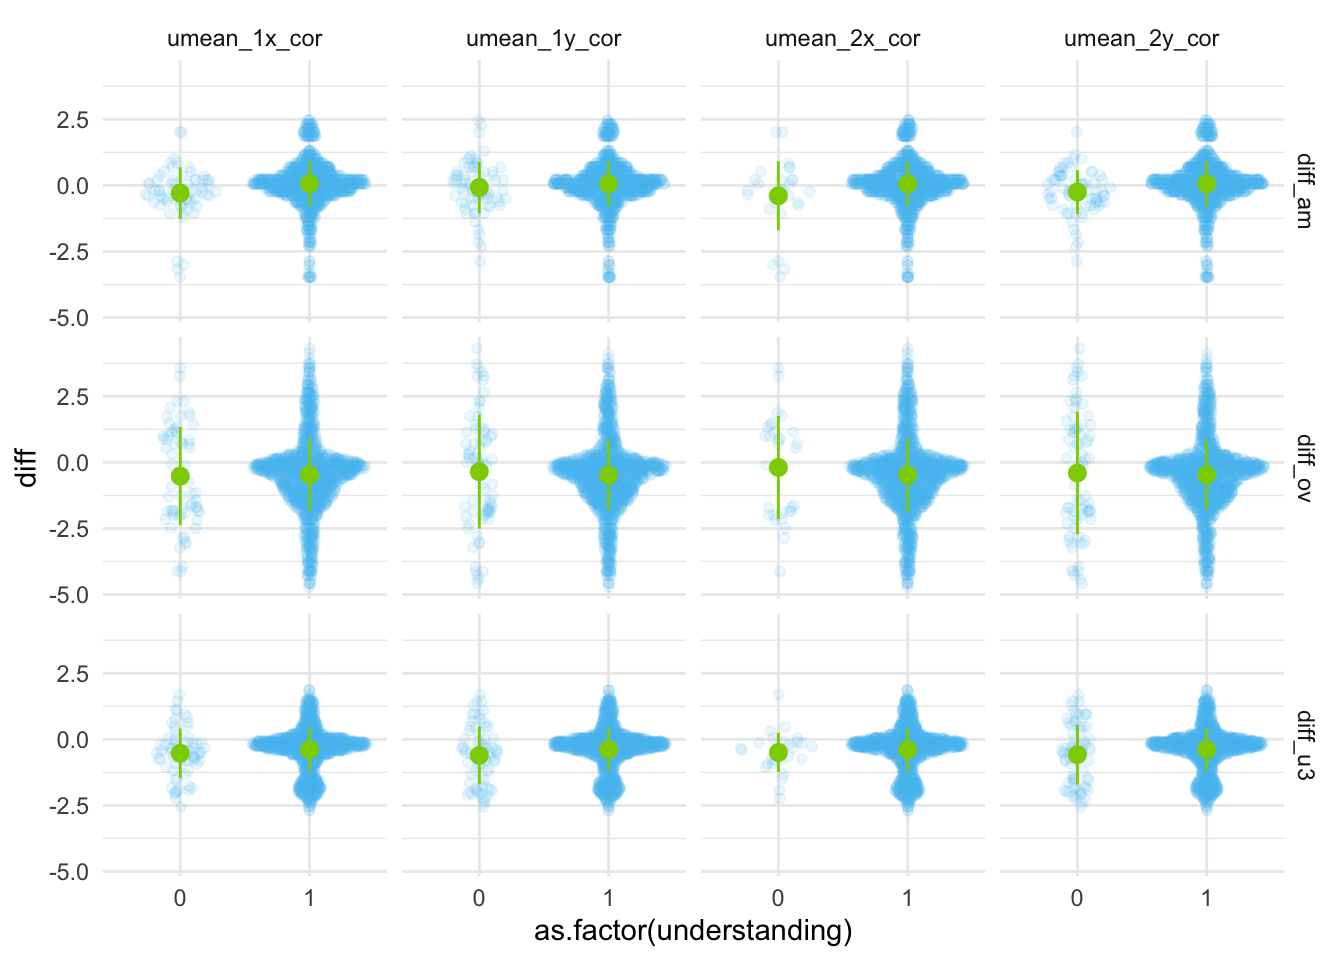 umean_1x_cor umean_1y_cor umean_2x_cor umean_2y_cor
2.5
0.0
-2.5
-5.0
diff_am
2.5
0.0
-2.5
-5.0
diff_ov
2.5
0.0
-2.5
-5.0
diff_u3
diff
0 1 0 1 0 1 0 1
as.factor(understanding)